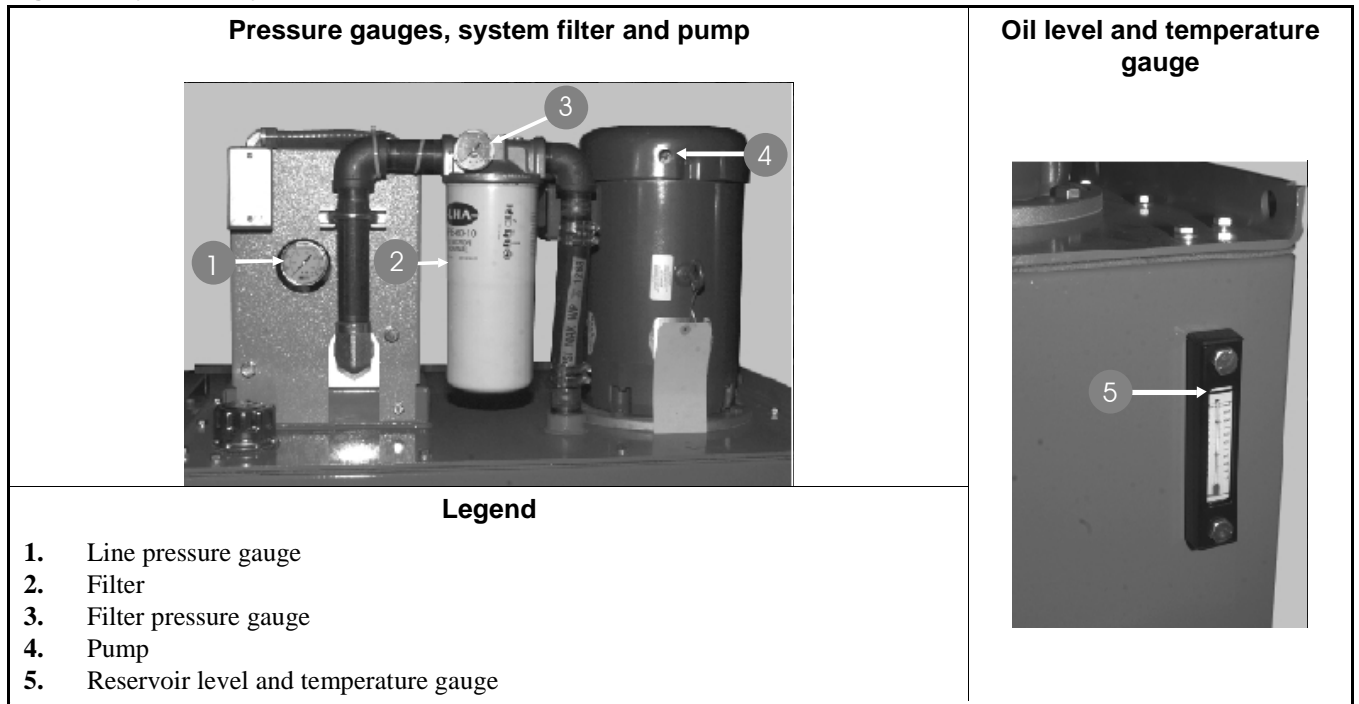 Pressure gauges, system filter and pump
3
4
1
2
Oil level and temperature
gauge
5
Legend
1. Line pressure gauge
2. Filter
3. Filter pressure gauge
4. Pump
5. Reservoir level and temperature gauge